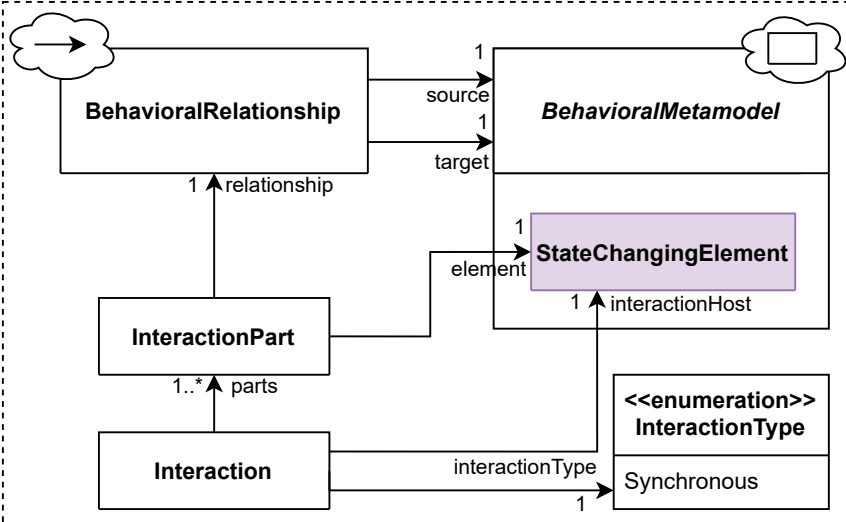 1
source
BehavioralRelationship
BehavioralMetamodel
1
target
1 relationship
1
StateChangingElement
element
1 interactionHost
InteractionPart
1..* parts
<<enumeration>>
InteractionType
Interaction
interactionType
Synchronous
1